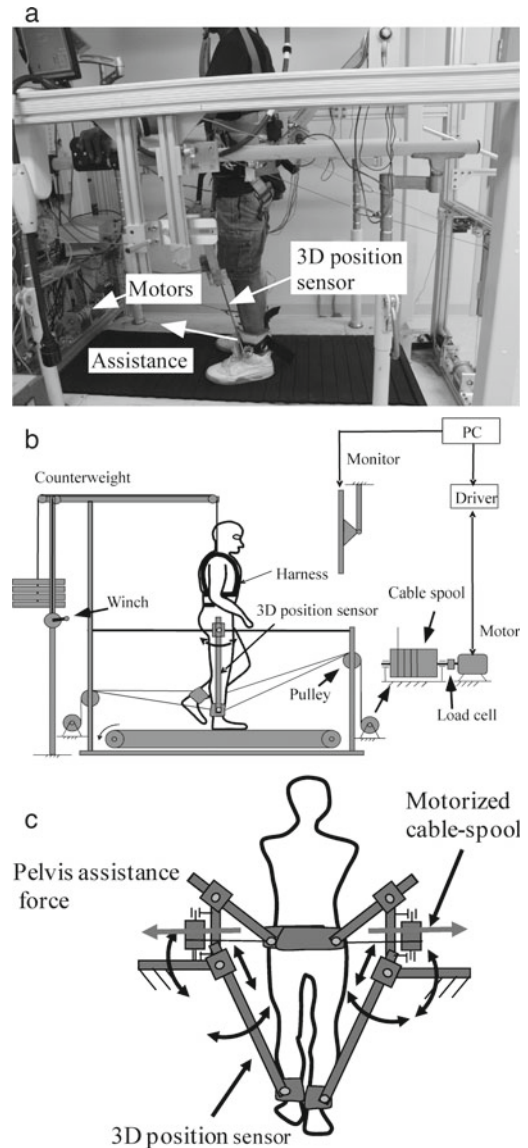 a
3D position
sensor
Motors
Assistance
b
PC
Monitor
Counterweight
Driver
Harness
Cable spool
Winch
3D position sensor
Motor
Pulley
Load cell
c
Motorized
cable-spool
Pelvis assistance
force
3D position sensor